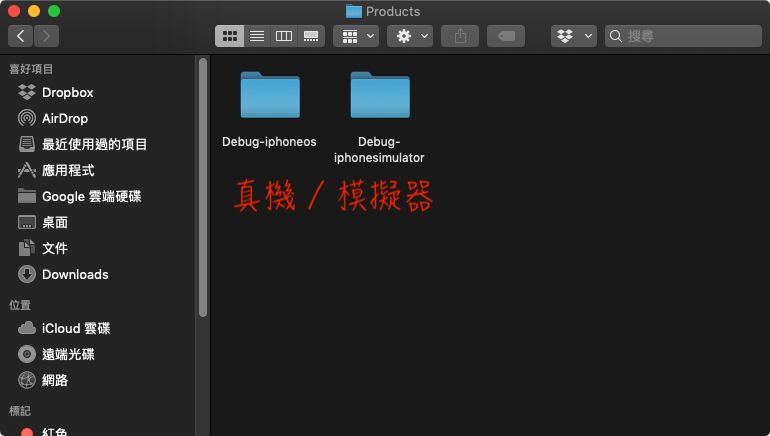 Products
搜尋
喜好項目
Dropbox
AirDrop
最近使用過的項目
應用程式
Google 雲端硬碟
桌面
文件
Downloads
位置
iCloud 雲碟
遠端光碟
網路
標記
紅色
Debug-iphoneos
Debug-
iphonesimulator
真機 / 模擬器